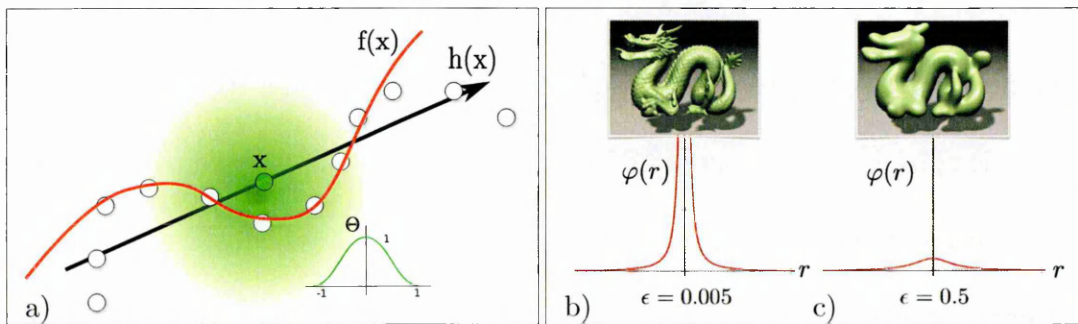 f(x)
h(x)
x
Θ
1
-1
1
a)
φ(r)
r
b)
ϵ = 0.005
φ(r)
r
c)
ϵ = 0.5